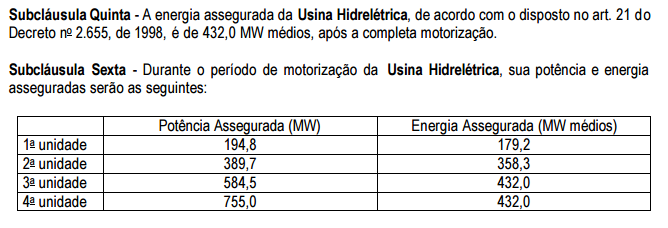 Subcláusula Quinta - A energia assegurada da Usina Hidrelétrica, de acordo com o disposto no art. 21 do
Decreto nº 2.655, de 1998, é de 432,0 MW médios, após a completa motorização.
Subcláusula Sexta - Durante o período de motorização da Usina Hidrelétrica, sua potência e energia
asseguradas serão as seguintes:
Potência Assegurada (MW) Energia Assegurada (MW médios)
1ª unidade 194,8 179,2
2ª unidade 389,7 358,3
3ª unidade 584,5 432,0
4ª unidade 755,0 432,0